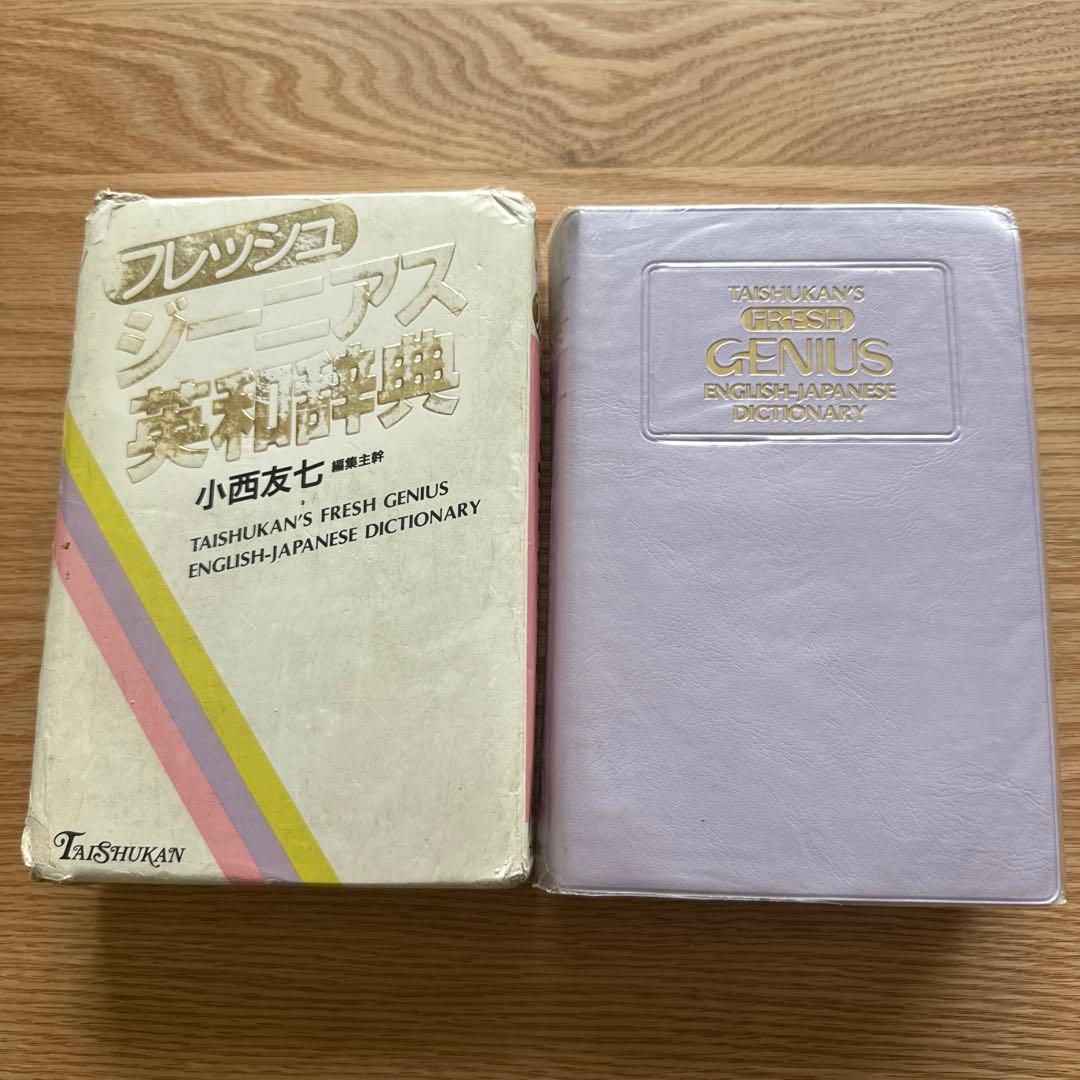 フレッシュ
ジーニアス
英和辞典
小西友七 編集主幹
TAISHUKAN'S FRESH GENIUS
ENGLISH-JAPANESE DICTIONARY
TAISHUKAN
TAISHUKAN'S
FRESH
GENIUS
ENGLISH-JAPANESE
DICTIONARY